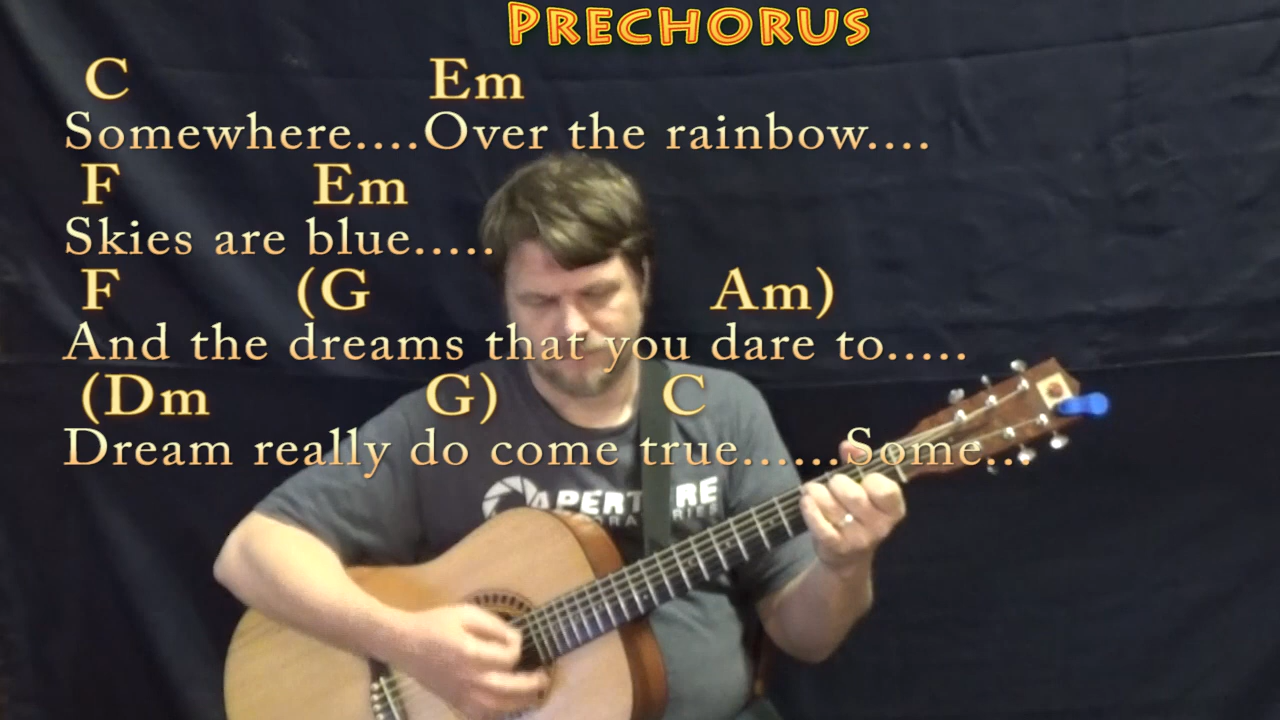 PRECHORUS
C Em
Somewhere....Over the rainbow....
F Em
Skies are blue.....
F (G Am)
And the dreams that you dare to.....
(Dm G) C
Dream really do come true......Some...